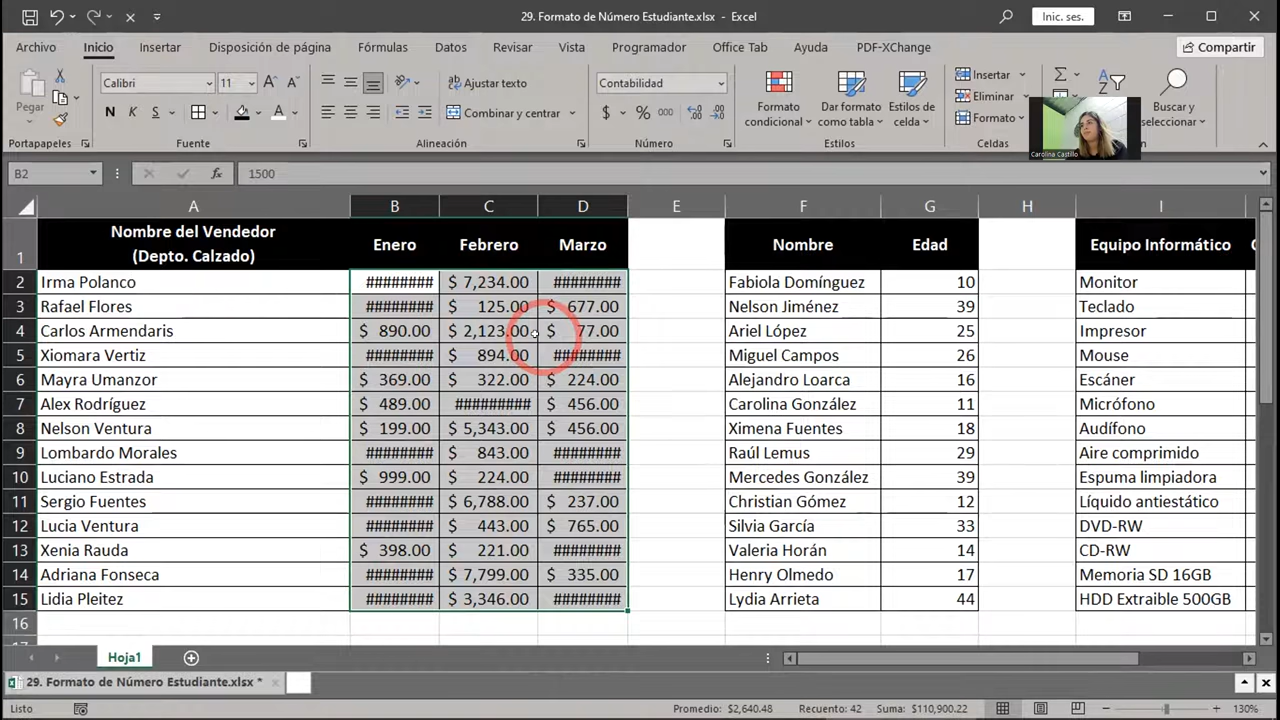 29. Formato de Número Estudiante.xlsx - Excel
Inic. ses.
Archivo Inicio Insertar Disposición de página Fórmulas Datos Revisar Vista Programador Office Tab Ayuda PDF-XChange Compartir
Pegar
Calibri 11
N K S
Ajustar texto
Combinar y centrar
Contabilidad
$ % 000
Formato condicional
Dar formato como tabla
Estilos de celda
Insertar
Eliminar
Formato
Buscar y seleccionar
Carolina Castillo
Portapapeles Fuente Alineación Número Estilos Celdas
B2 fx 1500
A B C D E F G H I
1 Nombre del Vendedor (Depto. Calzado) Enero Febrero Marzo Nombre Edad Equipo Informático
2 Irma Polanco ######## $ 7,234.00 ######## Fabiola Domínguez 10 Monitor
3 Rafael Flores ######## $ 125.00 $ 677.00 Nelson Jiménez 39 Teclado
4 Carlos Armendaris $ 890.00 $ 2,123.00 $ 77.00 Ariel López 25 Impresor
5 Xiomara Vertiz ######## $ 894.00 ######## Miguel Campos 26 Mouse
6 Mayra Umanzor $ 369.00 $ 322.00 $ 224.00 Alejandro Loarca 16 Escáner
7 Alex Rodríguez $ 489.00 ######### $ 456.00 Carolina González 11 Micrófono
8 Nelson Ventura $ 199.00 $ 5,343.00 $ 456.00 Ximena Fuentes 18 Audífono
9 Lombardo Morales ######## $ 843.00 ######## Raúl Lemus 29 Aire comprimido
10 Luciano Estrada $ 999.00 $ 224.00 ######## Mercedes González 39 Espuma limpiadora
11 Sergio Fuentes ######## $ 6,788.00 $ 237.00 Christian Gómez 12 Líquido antiestático
12 Lucia Ventura ######## $ 443.00 $ 765.00 Silvia García 33 DVD-RW
13 Xenia Rauda $ 398.00 $ 221.00 ######## Valeria Horán 14 CD-RW
14 Adriana Fonseca ######## $ 7,799.00 $ 335.00 Henry Olmedo 17 Memoria SD 16GB
15 Lidia Pleitez ######## $ 3,346.00 ######## Lydia Arrieta 44 HDD Extraible 500GB
16
Hoja1
29. Formato de Número Estudiante.xlsx *
Listo Promedio: $2,640.48 Recuento: 42 Suma: $110,900.22 130%